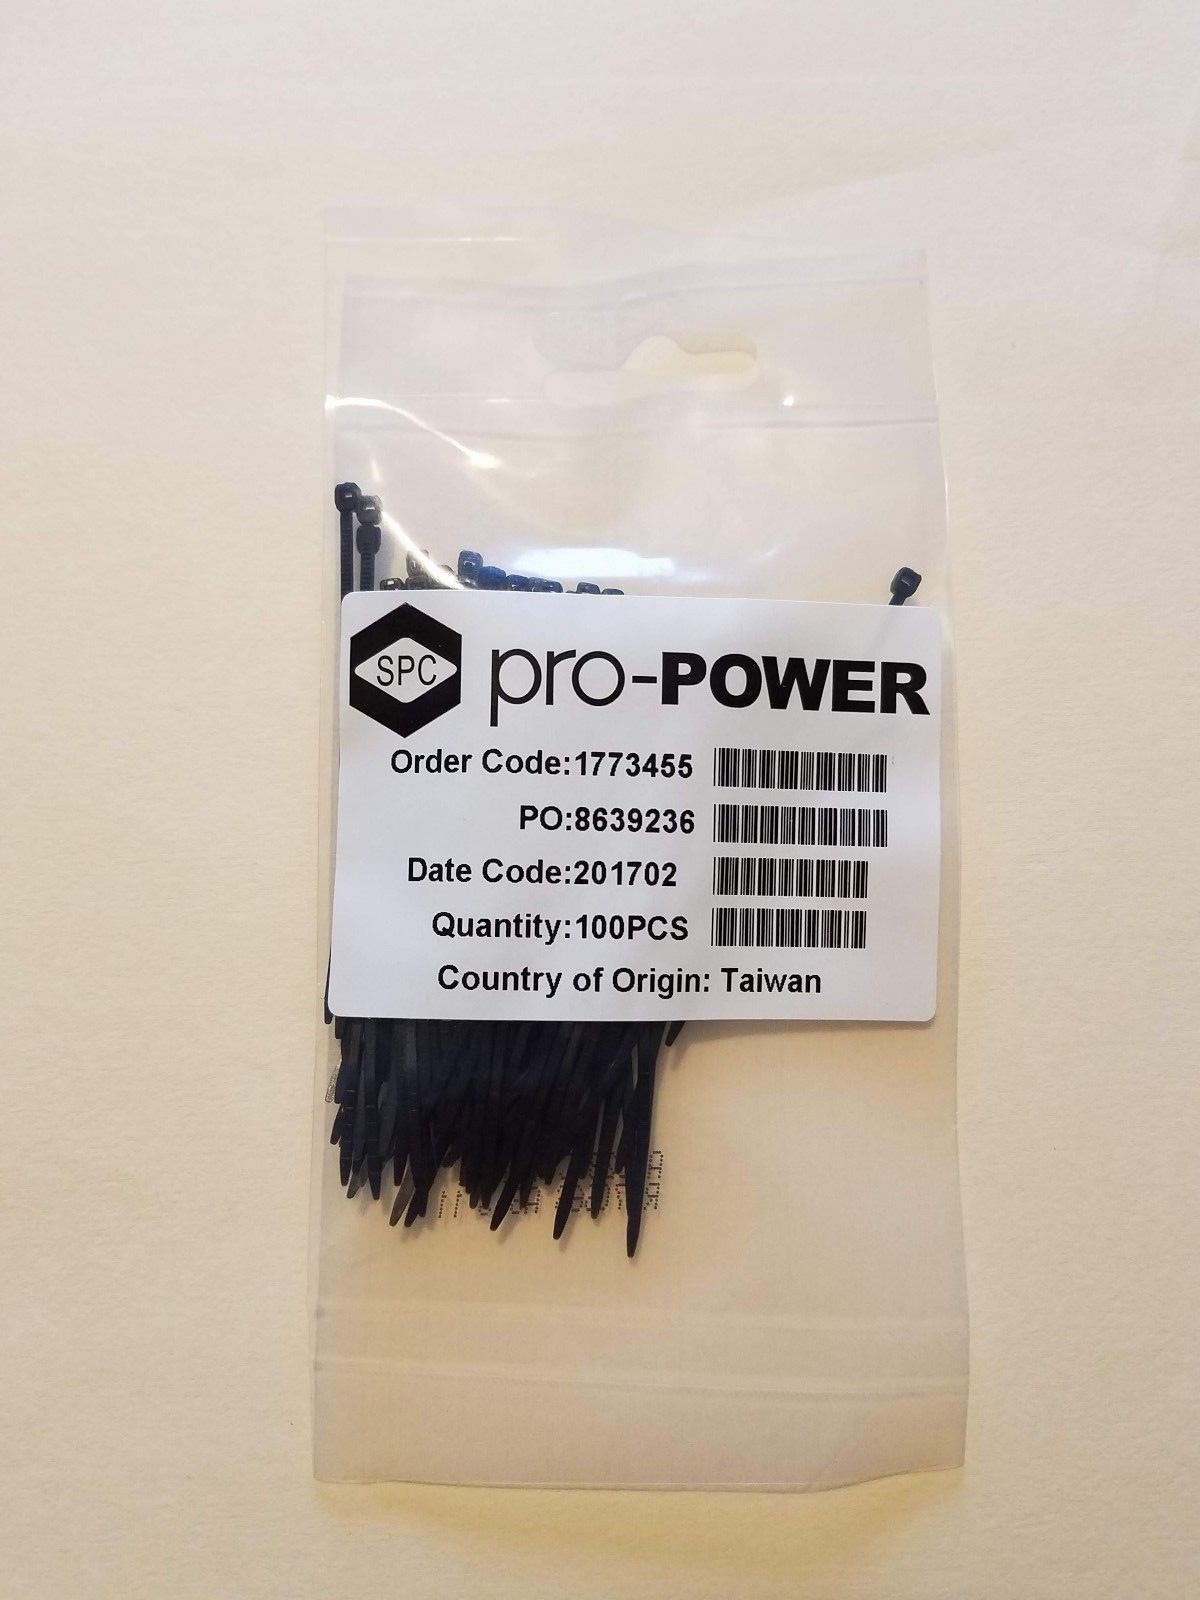 SPC pro-POWER
Order Code:1773455
PO:8639236
Date Code:201702
Quantity:100PCS
Country of Origin: Taiwan